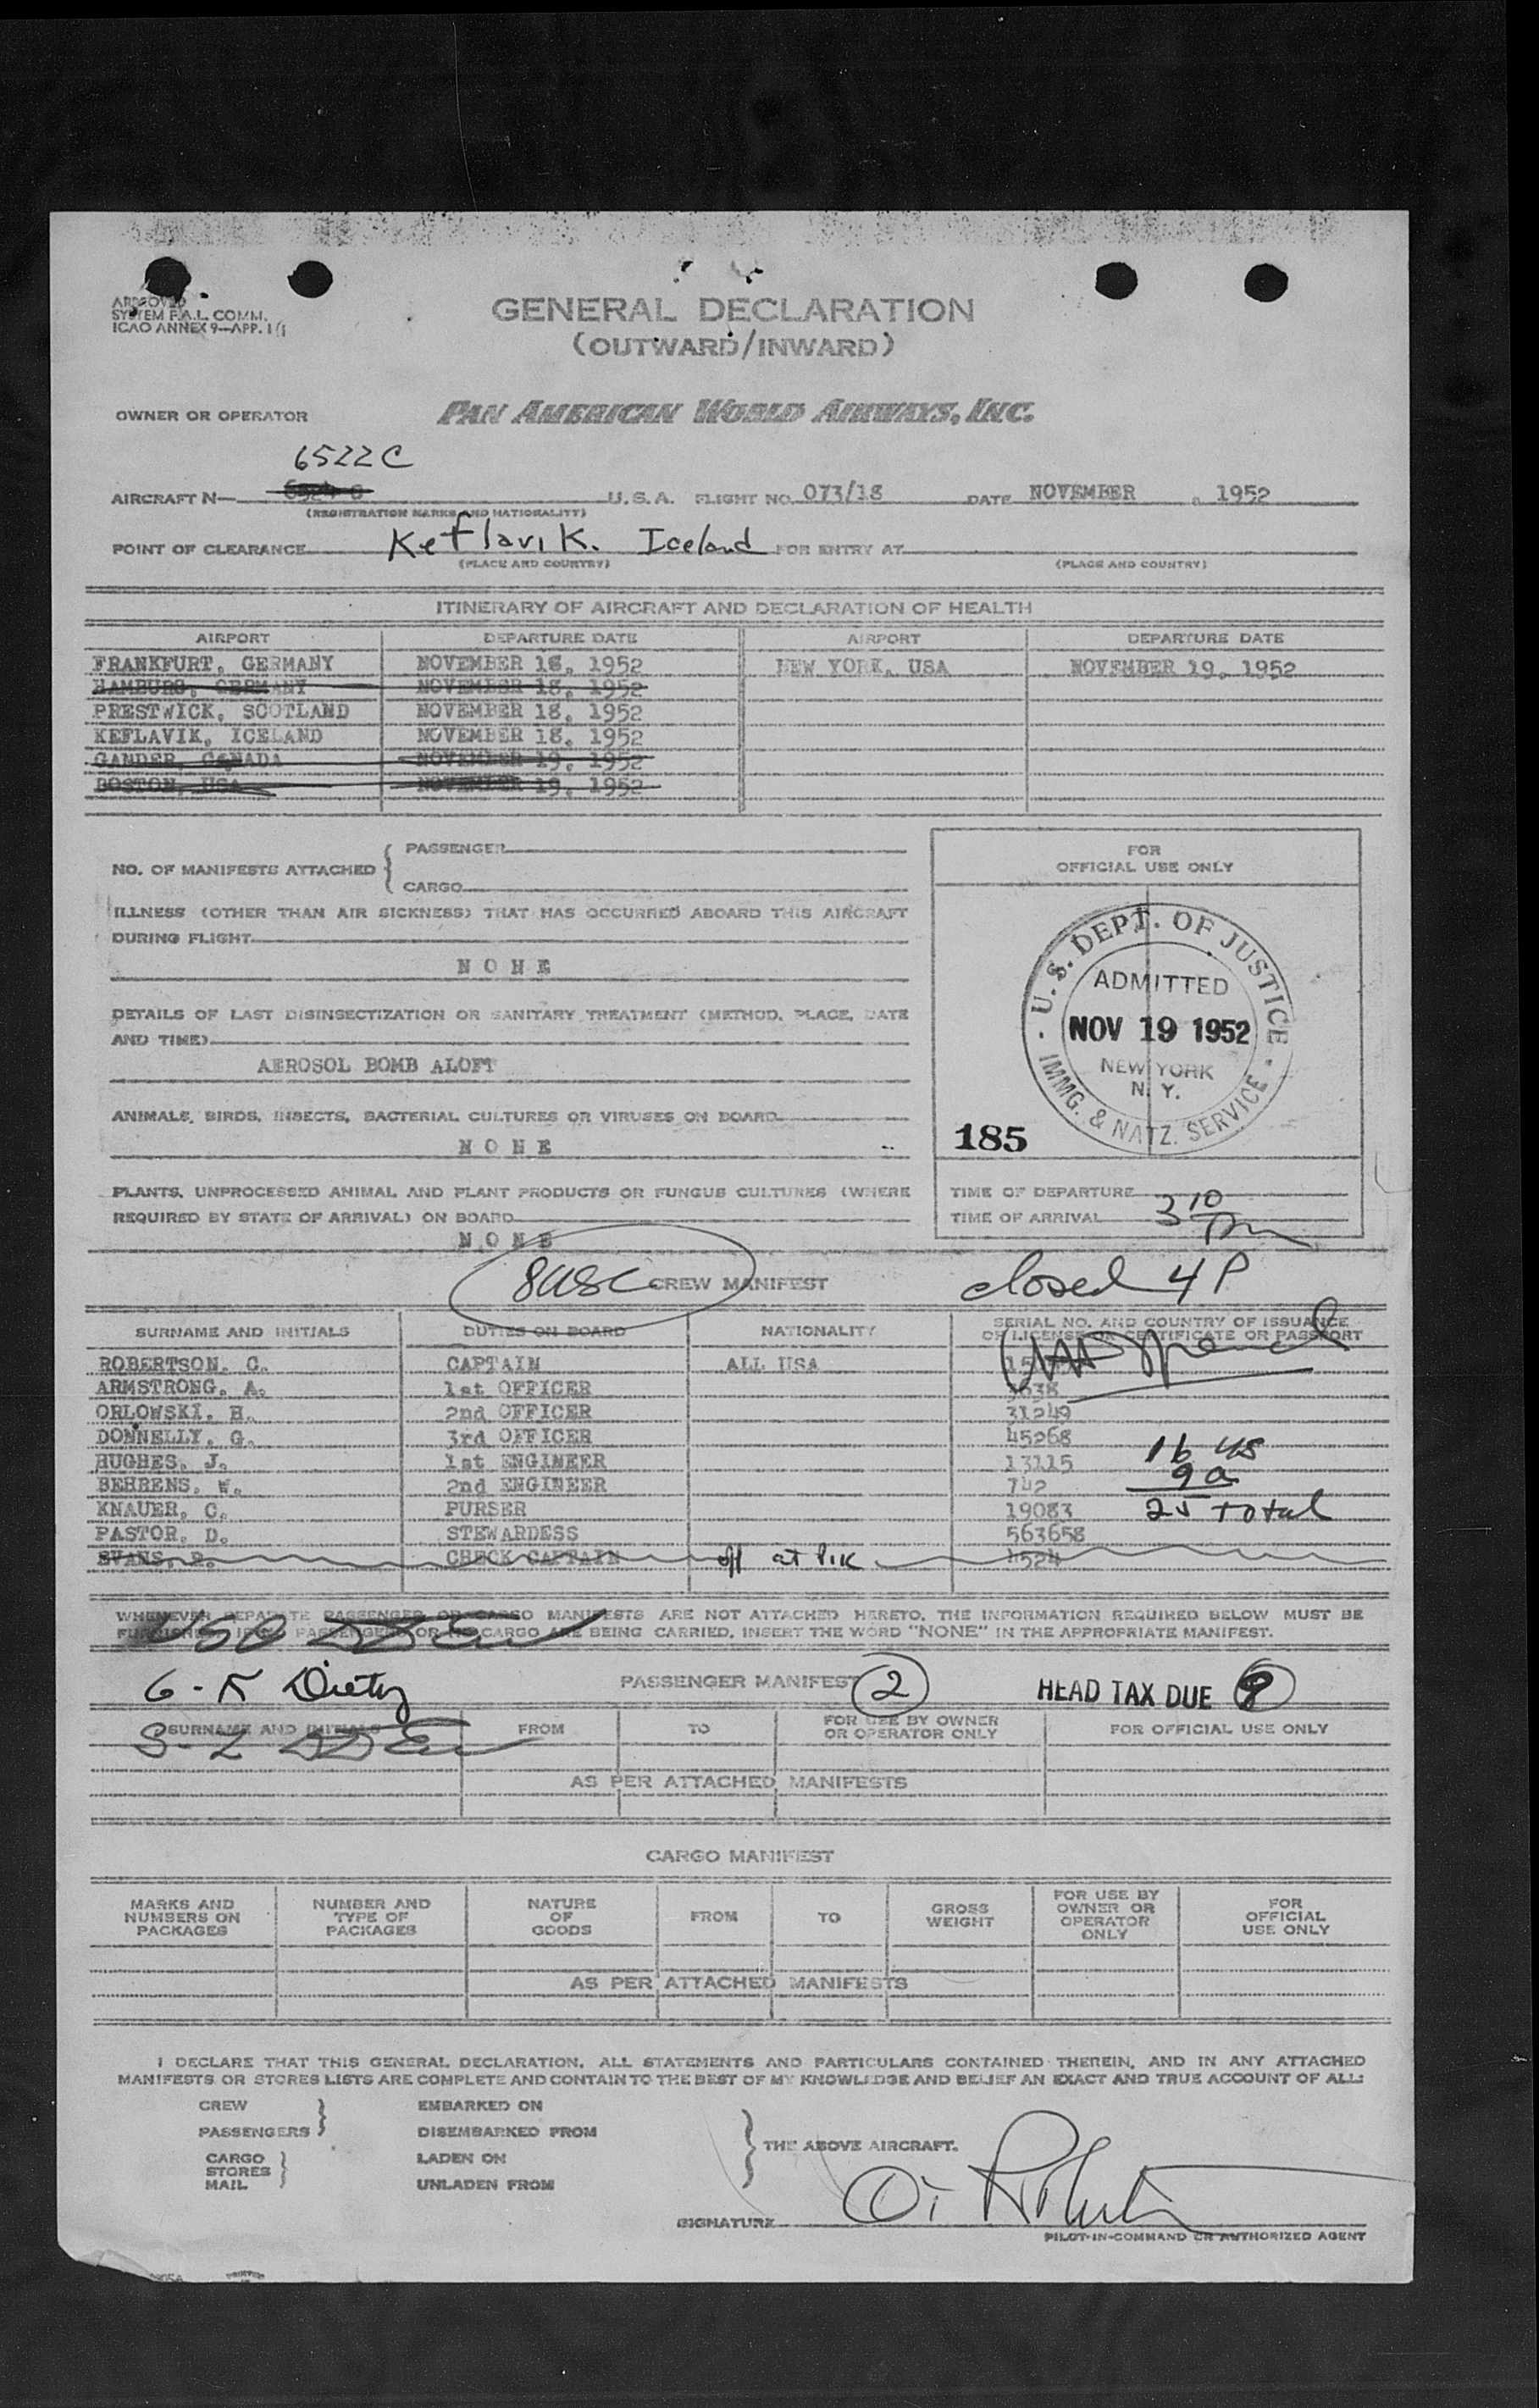 APPROVED
SYSTEM F.A.L. COMM.
ICAO ANNEX 9—APP. 1
GENERAL DECLARATION
(OUTWARD/INWARD)
OWNER OR OPERATOR PAN AMERICAN WORLD AIRWAYS, INC.
6522C
AIRCRAFT N— U.S.A. FLIGHT NO. 073/18 DATE NOVEMBER , 1952
(REGISTRATION MARKS AND NATIONALITY)
POINT OF CLEARANCE Keflavik. Iceland FOR ENTRY AT
(PLACE AND COUNTRY) (PLACE AND COUNTRY)
ITINERARY OF AIRCRAFT AND DECLARATION OF HEALTH
AIRPORT DEPARTURE DATE AIRPORT DEPARTURE DATE
FRANKFURT, GERMANY NOVEMBER 18, 1952 NEW YORK, USA NOVEMBER 19, 1952
HAMBURG, GERMANY NOVEMBER 18, 1952
PRESTWICK, SCOTLAND NOVEMBER 18, 1952
KEFLAVIK, ICELAND NOVEMBER 18, 1952
GANDER, CANADA NOVEMBER 19, 1952
BOSTON, USA NOVEMBER 19, 1952
NO. OF MANIFESTS ATTACHED { PASSENGER
CARGO
FOR
OFFICIAL USE ONLY
ILLNESS (OTHER THAN AIR SICKNESS) THAT HAS OCCURRED ABOARD THIS AIRCRAFT
DURING FLIGHT
NONE
DETAILS OF LAST DISINSECTIZATION OR SANITARY TREATMENT (METHOD, PLACE, DATE
AND TIME)
AEROSOL BOMB ALOFT
ANIMALS, BIRDS, INSECTS, BACTERIAL CULTURES OR VIRUSES ON BOARD
NONE
U. S. DEPT. OF JUSTICE
ADMITTED
NOV 19 1952
NEW YORK
N. Y.
IMMG. & NATZ. SERVICE
185
PLANTS, UNPROCESSED ANIMAL AND PLANT PRODUCTS OR FUNGUS CULTURES (WHERE
REQUIRED BY STATE OF ARRIVAL) ON BOARD
NONE
TIME OF DEPARTURE
TIME OF ARRIVAL 3 10 Pm
CREW MANIFEST closed 4 P
SURNAME AND INITIALS DUTIES ON BOARD NATIONALITY SERIAL NO. AND COUNTRY OF ISSUANCE
OF LICENSE OR CERTIFICATE OR PASSPORT
ROBERTSON, C. CAPTAIN ALL USA
ARMSTRONG, A. 1st OFFICER
ORLOWSKI, H. 2nd OFFICER 31249
DONNELLY, G. 3rd OFFICER 45268
HUGHES, J. 1st ENGINEER 13115 16 US
BEHRENS, W. 2nd ENGINEER 742 9 a
KNAUER, C. PURSER 19083 25 Total
PASTOR, D. STEWARDESS 563658
EVANS, CHECK CAPTAIN off at PIK 4524
WHENEVER SEPARATE PASSENGER OR CARGO MANIFESTS ARE NOT ATTACHED HERETO, THE INFORMATION REQUIRED BELOW MUST BE
FURNISHED. IF NO PASSENGERS OR NO CARGO ARE BEING CARRIED, INSERT THE WORD "NONE" IN THE APPROPRIATE MANIFEST.
6 - K Dietz PASSENGER MANIFEST 2 HEAD TAX DUE 9
SURNAME AND INITIALS FROM TO FOR USE BY OWNER
OR OPERATOR ONLY FOR OFFICIAL USE ONLY
AS PER ATTACHED MANIFESTS
CARGO MANIFEST
MARKS AND
NUMBERS ON
PACKAGES
NUMBER AND
TYPE OF
PACKAGES
NATURE
OF
GOODS
FROM
TO
GROSS
WEIGHT
FOR USE BY
OWNER OR
OPERATOR
ONLY
FOR
OFFICIAL
USE ONLY
AS PER ATTACHED MANIFESTS
I DECLARE THAT THIS GENERAL DECLARATION, ALL STATEMENTS AND PARTICULARS CONTAINED THEREIN, AND IN ANY ATTACHED
MANIFESTS OR STORES LISTS ARE COMPLETE AND CONTAIN TO THE BEST OF MY KNOWLEDGE AND BELIEF AN EXACT AND TRUE ACCOUNT OF ALL:
CREW EMBARKED ON
PASSENGERS DISEMBARKED FROM
THE ABOVE AIRCRAFT.
CARGO LADEN ON
STORES
MAIL UNLADEN FROM
SIGNATURE
PILOT-IN-COMMAND OR AUTHORIZED AGENT